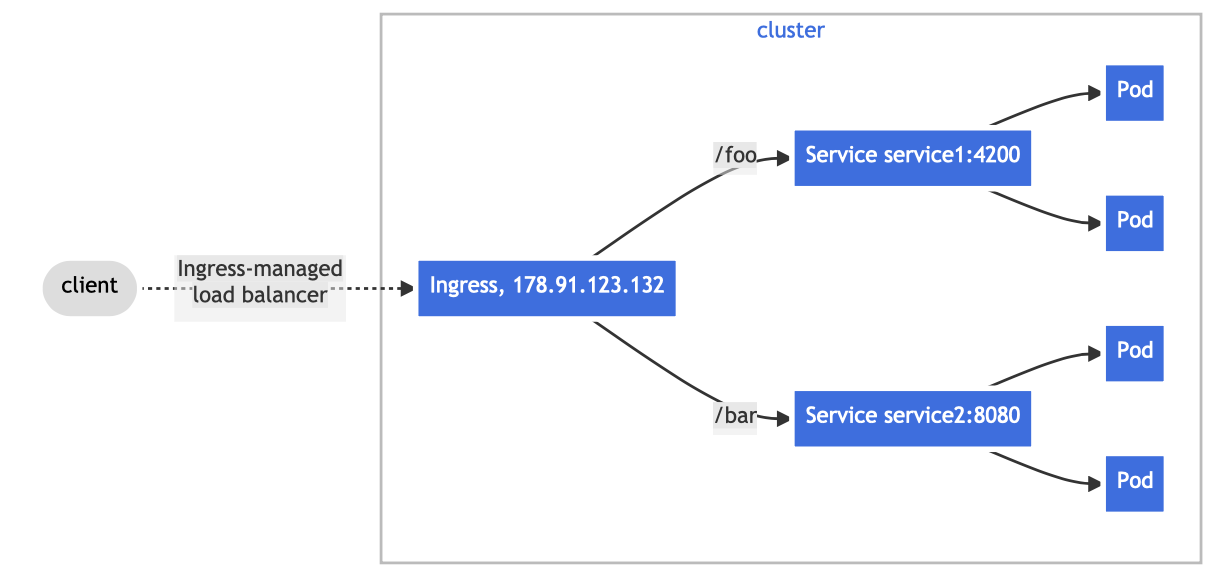 cluster
client
Ingress-managed
load balancer
Ingress, 178.91.123.132
/foo
Service service1:4200
Pod
Pod
/bar
Service service2:8080
Pod
Pod